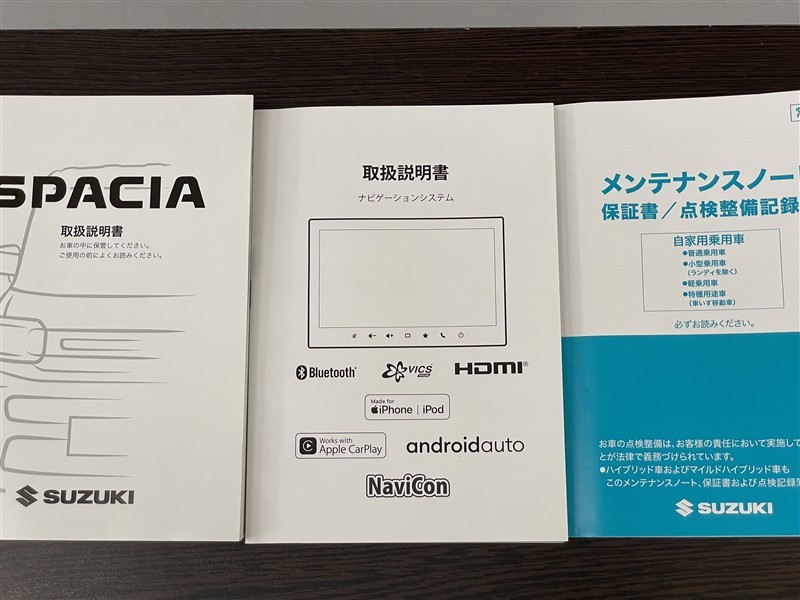 SPACIA
取扱説明書
お車の中に保管してください。
ご使用の前によくお読みください。
SUZUKI
取扱説明書
ナビゲーションシステム
Bluetooth®
VICS
HDMI®
Made for
iPhone | iPod
Works with
Apple CarPlay
androidauto
NaviCon
メンテナンスノート
保証書/点検整備記録
自家用乗用車
●普通乗用車
●小型乗用車
(ランディを除く)
●軽乗用車
●特種用途車
(車いす移動車)
必ずお読みください。
お車の点検整備は、お客様の責任において実施して
とが法律で義務づけられています。
●ハイブリッド車およびマイルドハイブリッド車も
このメンテナンスノート、保証書および点検記録簿
SUZUKI